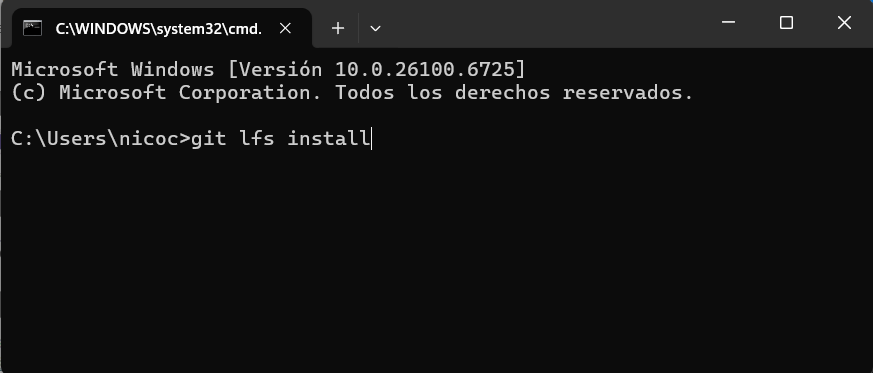 C:\WINDOWS\system32\cmd.
Microsoft Windows [Versión 10.0.26100.6725]
(c) Microsoft Corporation. Todos los derechos reservados.
C:\Users\nicoc>git lfs install